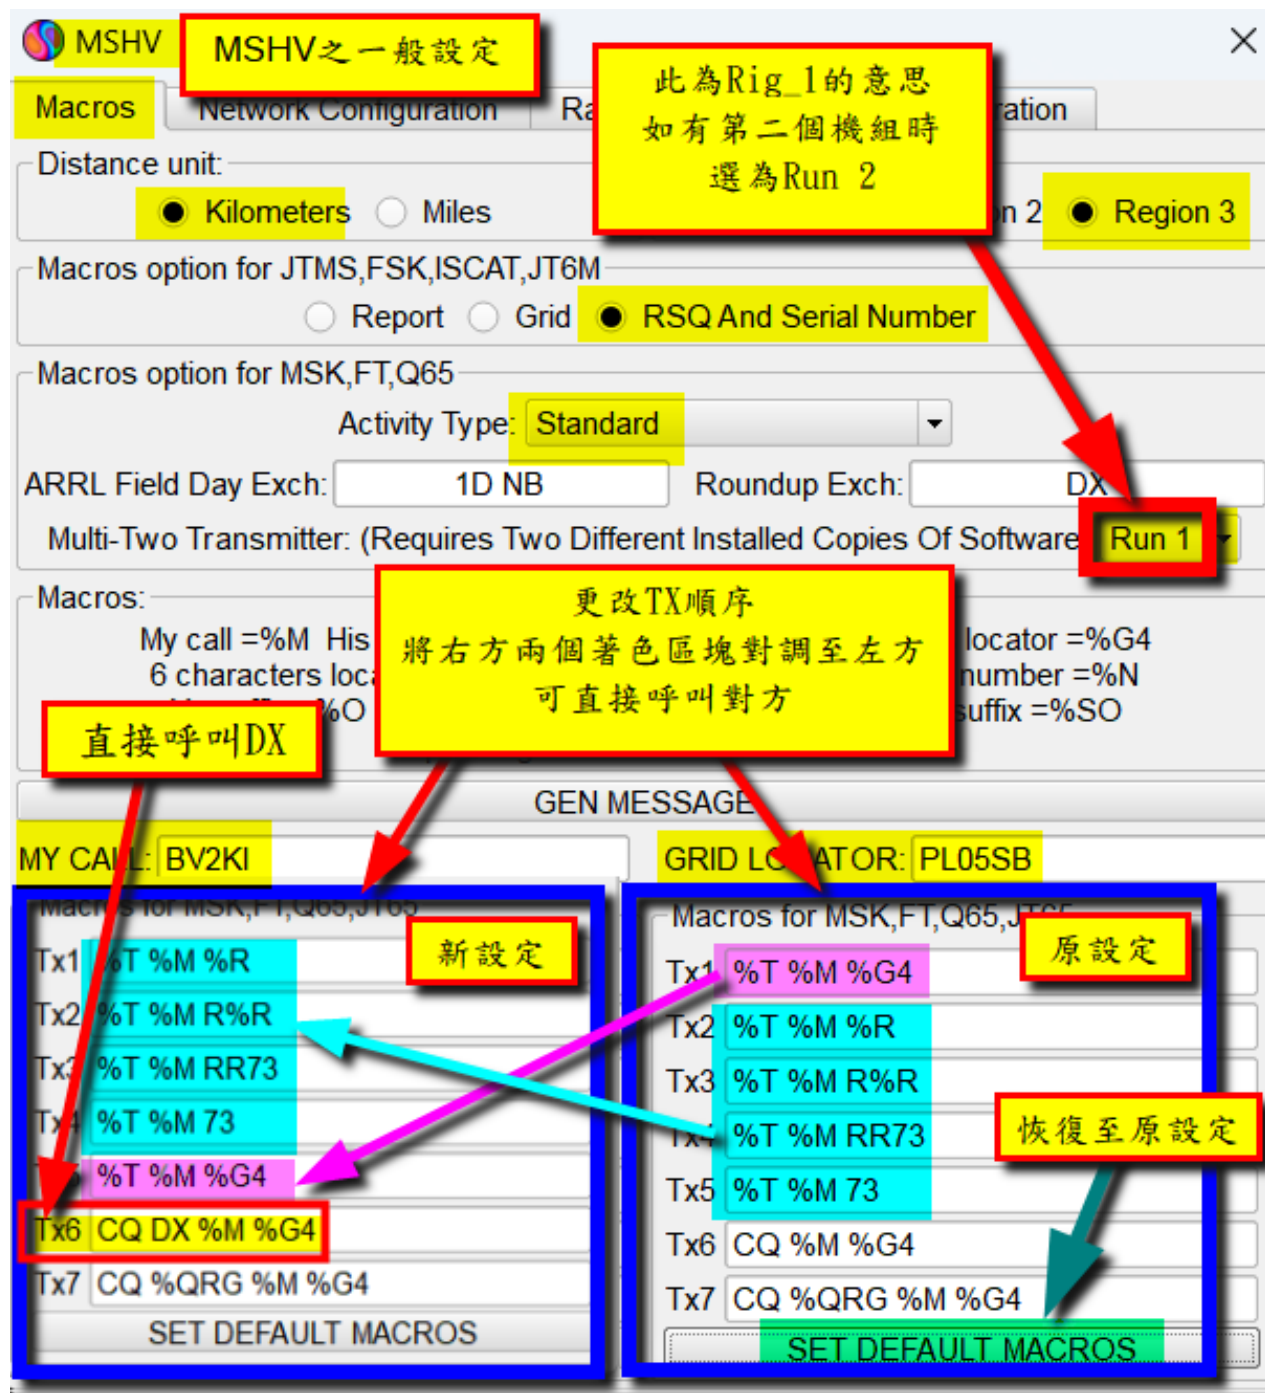 MSHV
MSHV之一般設定
此為Rig_1的意思
如有第二個機組時
選為Run 2
Macros
Network Configuration
ration
Distance unit:
Kilometers
Miles
on 2
Region 3
Macros option for JTMS,FSK,ISCAT,JT6M
Report
Grid
RSQ And Serial Number
Macros option for MSK,FT,Q65
Activity Type:
Standard
ARRL Field Day Exch:
1D NB
Roundup Exch:
DX
Multi-Two Transmitter: (Requires Two Different Installed Copies Of Software
Run 1
Macros:
更改TX順序
將右方兩個著色區塊對調至左方
可直接呼叫對方
My call =%M His
locator =%G4
6 characters loca
number =%N
%O
suffix =%SO
直接呼叫DX
GEN MESSAGE
MY CALL: BV2KI
GRID LOCATOR: PL05SB
Macros for MSK,FT,Q65,JT65
新設定
Tx1 %T %M %R
Tx2 %T %M R%R
Tx3 %T %M RR73
Tx4 %T %M 73
%T %M %G4
Tx6 CQ DX %M %G4
Tx7 CQ %QRG %M %G4
SET DEFAULT MACROS
Macros for MSK,FT,Q65,JT65
原設定
Tx1 %T %M %G4
Tx2 %T %M %R
Tx3 %T %M R%R
Tx4 %T %M RR73
恢復至原設定
Tx5 %T %M 73
Tx6 CQ %M %G4
Tx7 CQ %QRG %M %G4
SET DEFAULT MACROS